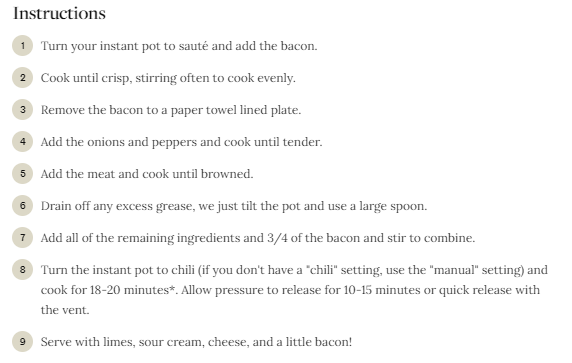 Instructions
1 Turn your instant pot to sauté and add the bacon.
2 Cook until crisp, stirring often to cook evenly.
3 Remove the bacon to a paper towel lined plate.
4 Add the onions and peppers and cook until tender.
5 Add the meat and cook until browned.
6 Drain off any excess grease, we just tilt the pot and use a large spoon.
7 Add all of the remaining ingredients and 3/4 of the bacon and stir to combine.
8 Turn the instant pot to chili (if you don't have a "chili" setting, use the "manual" setting) and
cook for 18-20 minutes*. Allow pressure to release for 10-15 minutes or quick release with
the vent.
9 Serve with limes, sour cream, cheese, and a little bacon!